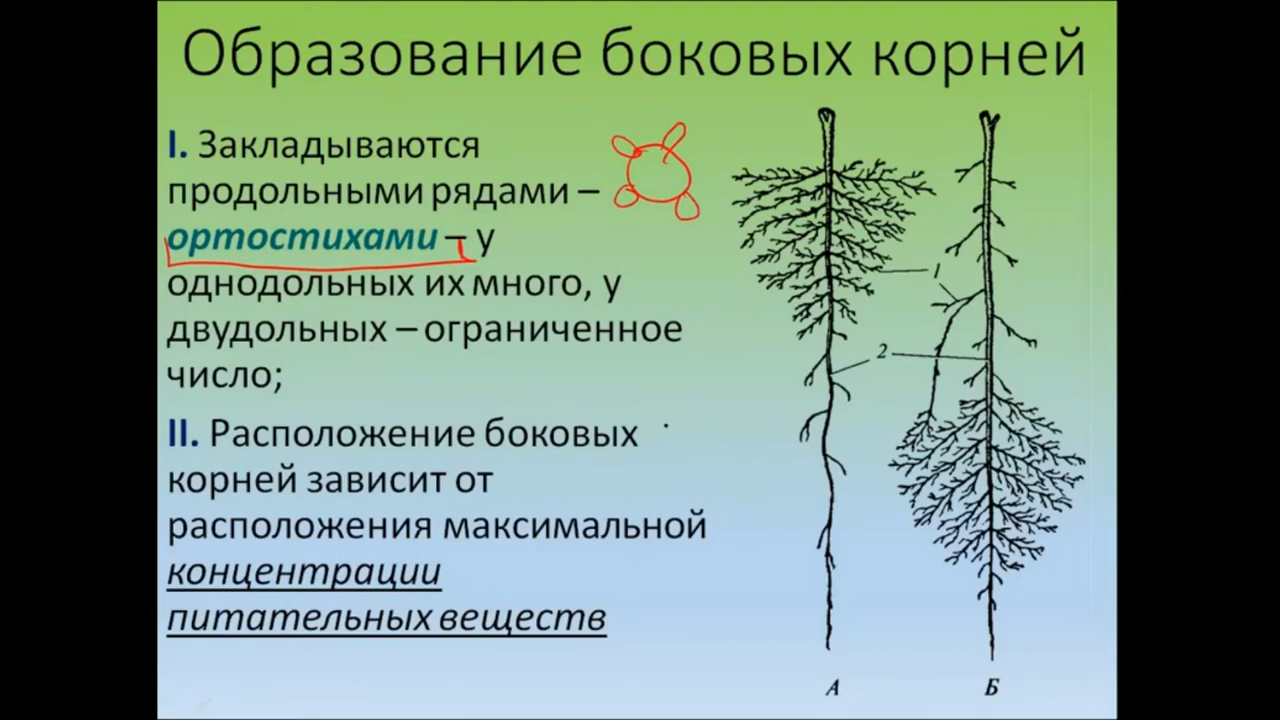 Образование боковых корней
I. Закладываются
продольными рядами –
ортостихами – у
однодольных их много, у
двудольных – ограниченное
число;
II. Расположение боковых
корней зависит от
расположения максимальной
концентрации
питательных веществ
1
2
А
Б